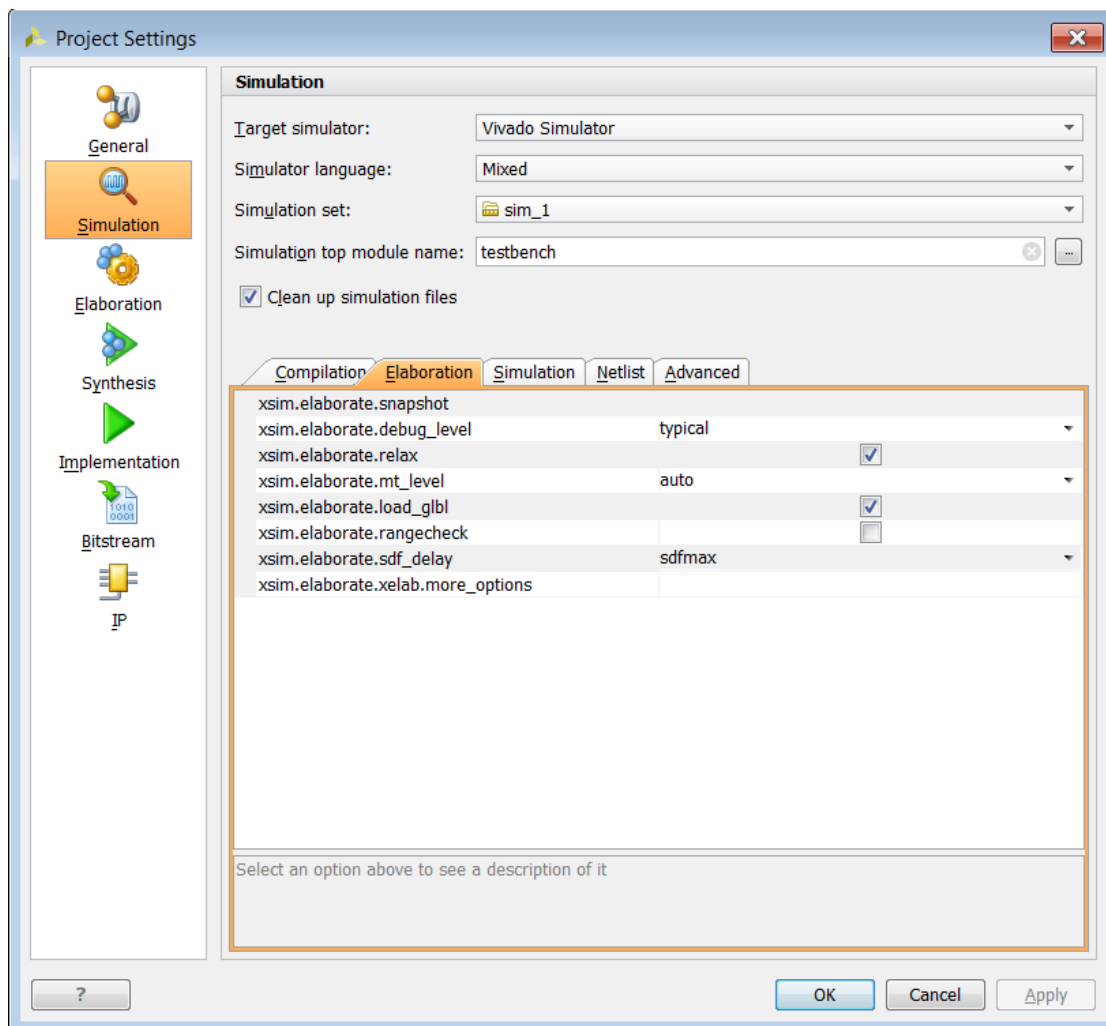 Project Settings
General
Simulation
Elaboration
Synthesis
Implementation
1010
0001
Bitstream
IP
Simulation
Target simulator: Vivado Simulator
Simulator language: Mixed
Simulation set: sim_1
Simulation top module name: testbench ...
Clean up simulation files
Compilation Elaboration Simulation Netlist Advanced
xsim.elaborate.snapshot
xsim.elaborate.debug_level typical
xsim.elaborate.relax
xsim.elaborate.mt_level auto
xsim.elaborate.load_glbl
xsim.elaborate.rangecheck
xsim.elaborate.sdf_delay sdfmax
xsim.elaborate.xelab.more_options
Select an option above to see a description of it
? OK Cancel Apply